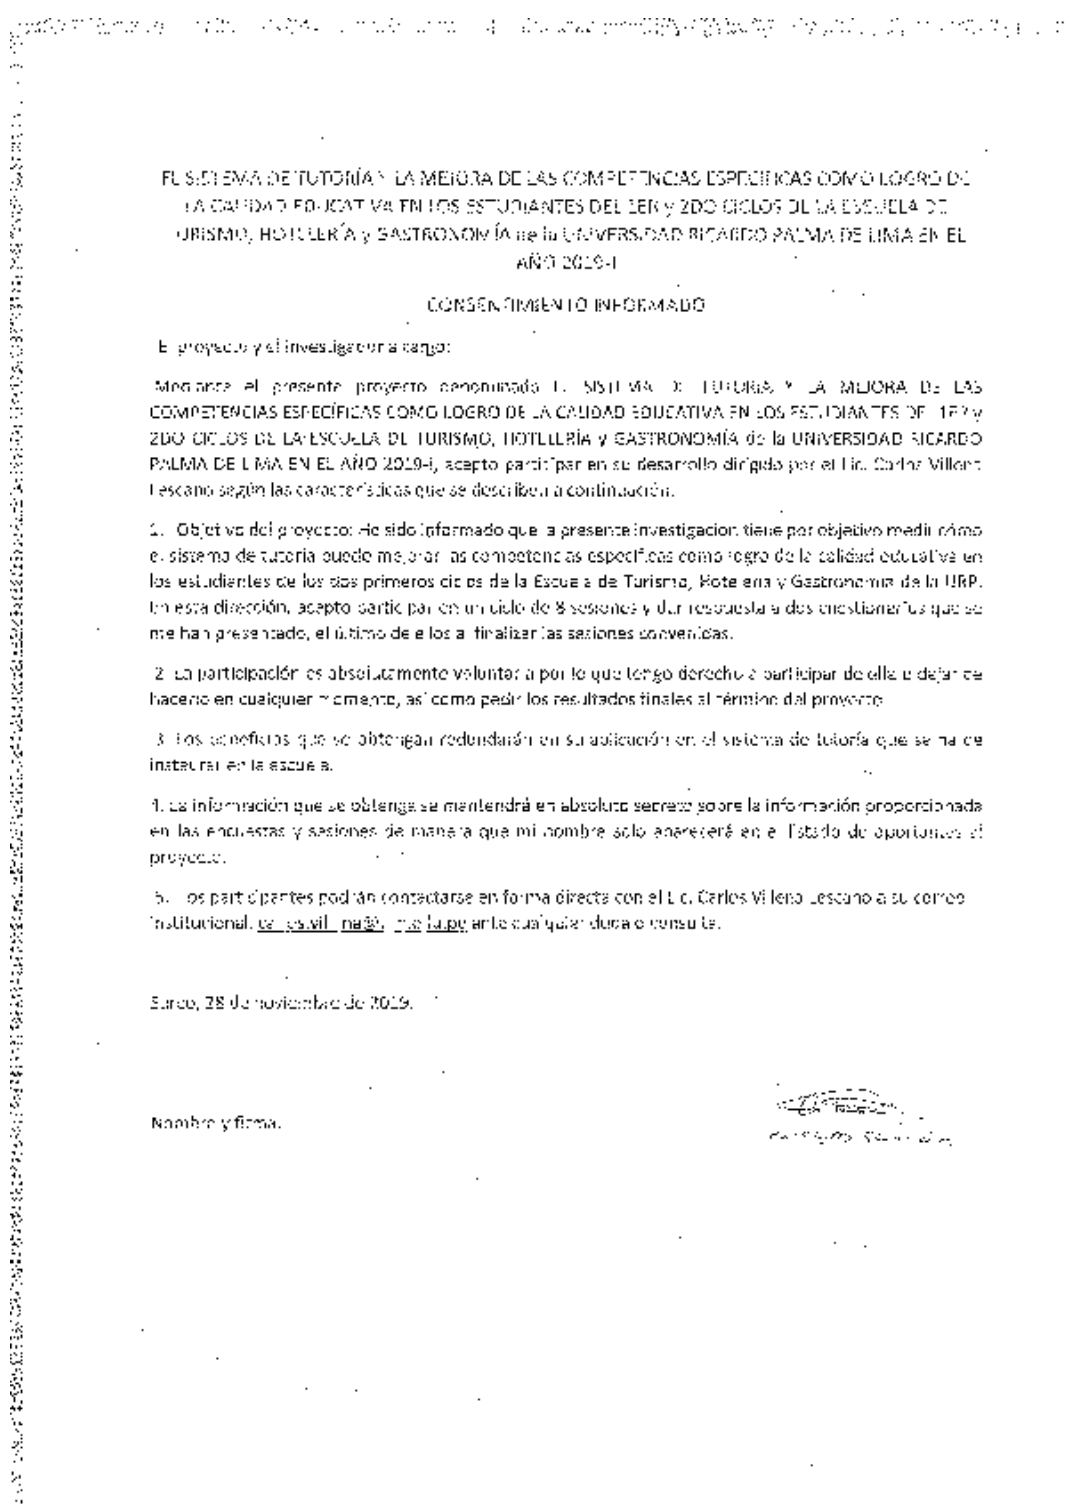 EL SISTEMA DE TUTORÍA Y LA MEJORA DE LAS COMPETENCIAS ESPECÍFICAS COMO LOGRO DE
LA CALIDAD EDUCATIVA EN LOS ESTUDIANTES DEL 1ER y 2DO CICLOS DE LA ESCUELA DE
TURISMO, HOTELERÍA y GASTRONOMÍA de la UNIVERSIDAD RICARDO PALMA DE LIMA EN EL
AÑO 2019-I
CONSENTIMIENTO INFORMADO
El proyecto y el investigador a cargo:
Mediante el presente proyecto denominado EL SISTEMA DE TUTORÍA Y LA MEJORA DE LAS
COMPETENCIAS ESPECÍFICAS COMO LOGRO DE LA CALIDAD EDUCATIVA EN LOS ESTUDIANTES DEL 1ER y
2DO CICLOS DE LA ESCUELA DE TURISMO, HOTELERÍA y GASTRONOMÍA de la UNIVERSIDAD RICARDO
PALMA DE LIMA EN EL AÑO 2019-I, acepto participar en su desarrollo dirigido por el Lic. Carlos Villena
Lescano según las características que se describen a continuación.
1. Objetivo del proyecto: He sido informado que la presente investigación tiene por objetivo medir cómo
el sistema de tutoría puede mejorar las competencias específicas como logro de la calidad educativa en
los estudiantes de los dos primeros ciclos de la Escuela de Turismo, Hotelería y Gastronomía de la URP.
En esta dirección, acepto participar en un ciclo de 8 sesiones y dar respuesta a dos cuestionarios que se
me han presentado, el último de ellos al finalizar las sesiones convenidas.
2. La participación es absolutamente voluntaria por lo que tengo derecho a participar de ella o dejar de
hacerlo en cualquier momento, así como pedir los resultados finales al término del proyecto
3. Los beneficios que se obtengan redundarán en su aplicación en el sistema de tutoría que se ha de
instaurar en la escuela.
4. La información que se obtenga se mantendrá en absoluto secreto sobre la información proporcionada
en las encuestas y sesiones de manera que mi nombre solo aparecerá en el listado de aportantes al
proyecto.
5. Los participantes podrán contactarse en forma directa con el Lic. Carlos Villena Lescano a su correo
institucional: ante cualquier duda o consulta.
Surco, 28 de noviembre de 2019.
Nombre y firma.